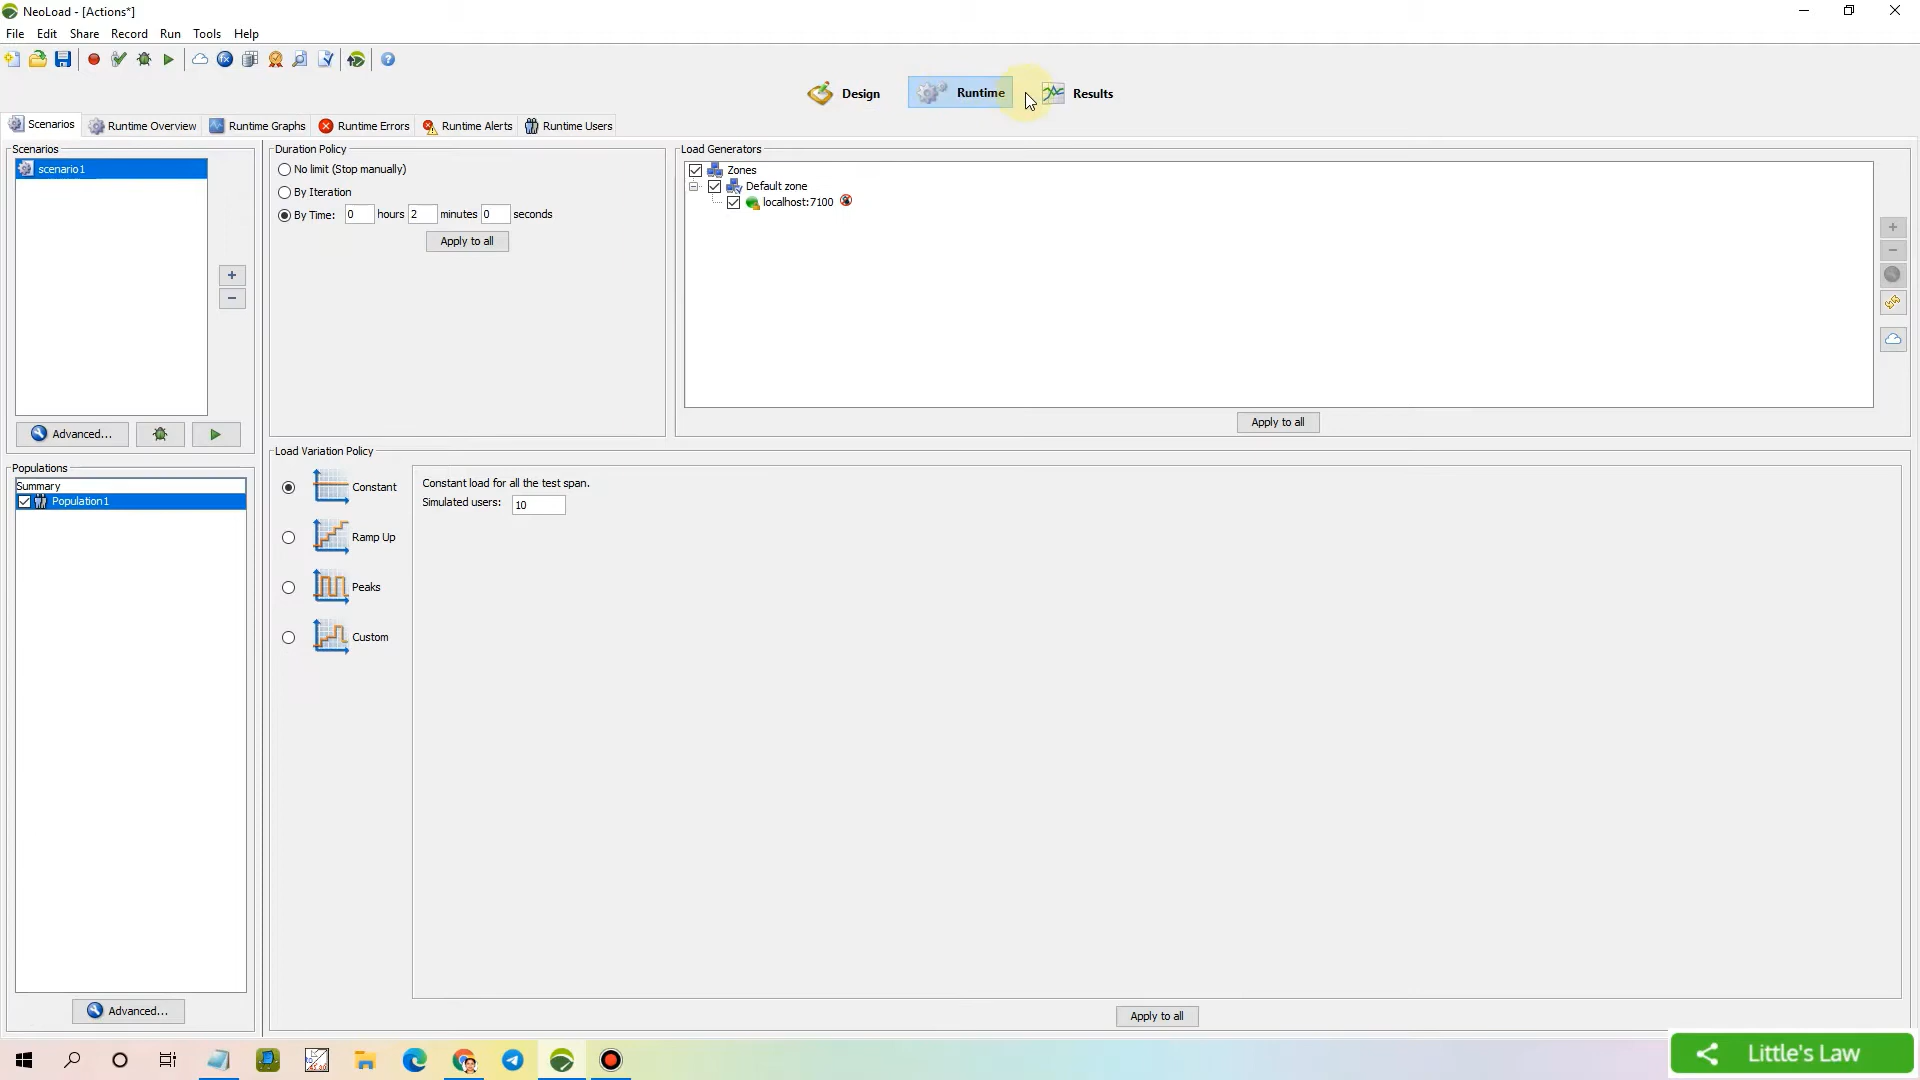 NeoLoad - [Actions*]
File Edit Share Record Run Tools Help
Design Runtime Results
Scenarios Runtime Overview Runtime Graphs Runtime Errors Runtime Alerts Runtime Users
Scenarios
scenario1
+
−
Advanced...
Duration Policy
No limit (Stop manually)
By Iteration
By Time: 0 hours 2 minutes 0 seconds
Apply to all
Load Generators
Zones
Default zone
localhost:7100
+
−
Apply to all
Populations
Summary
Population1
Advanced...
Load Variation Policy
Constant
Ramp Up
Peaks
Custom
Constant load for all the test span.
Simulated users: 10
Apply to all
Little's Law